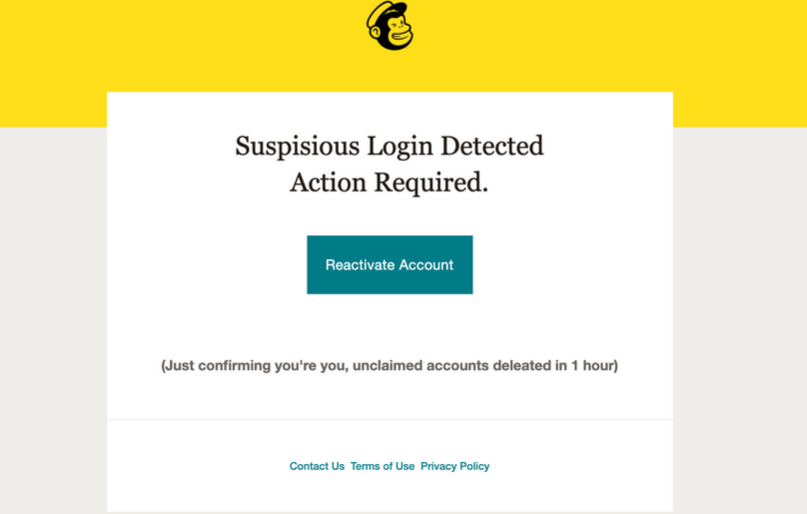 Suspisious Login Detected
Action Required.
Reactivate Account
(Just confirming you're you, unclaimed accounts deleated in 1 hour)
Contact Us Terms of Use Privacy Policy